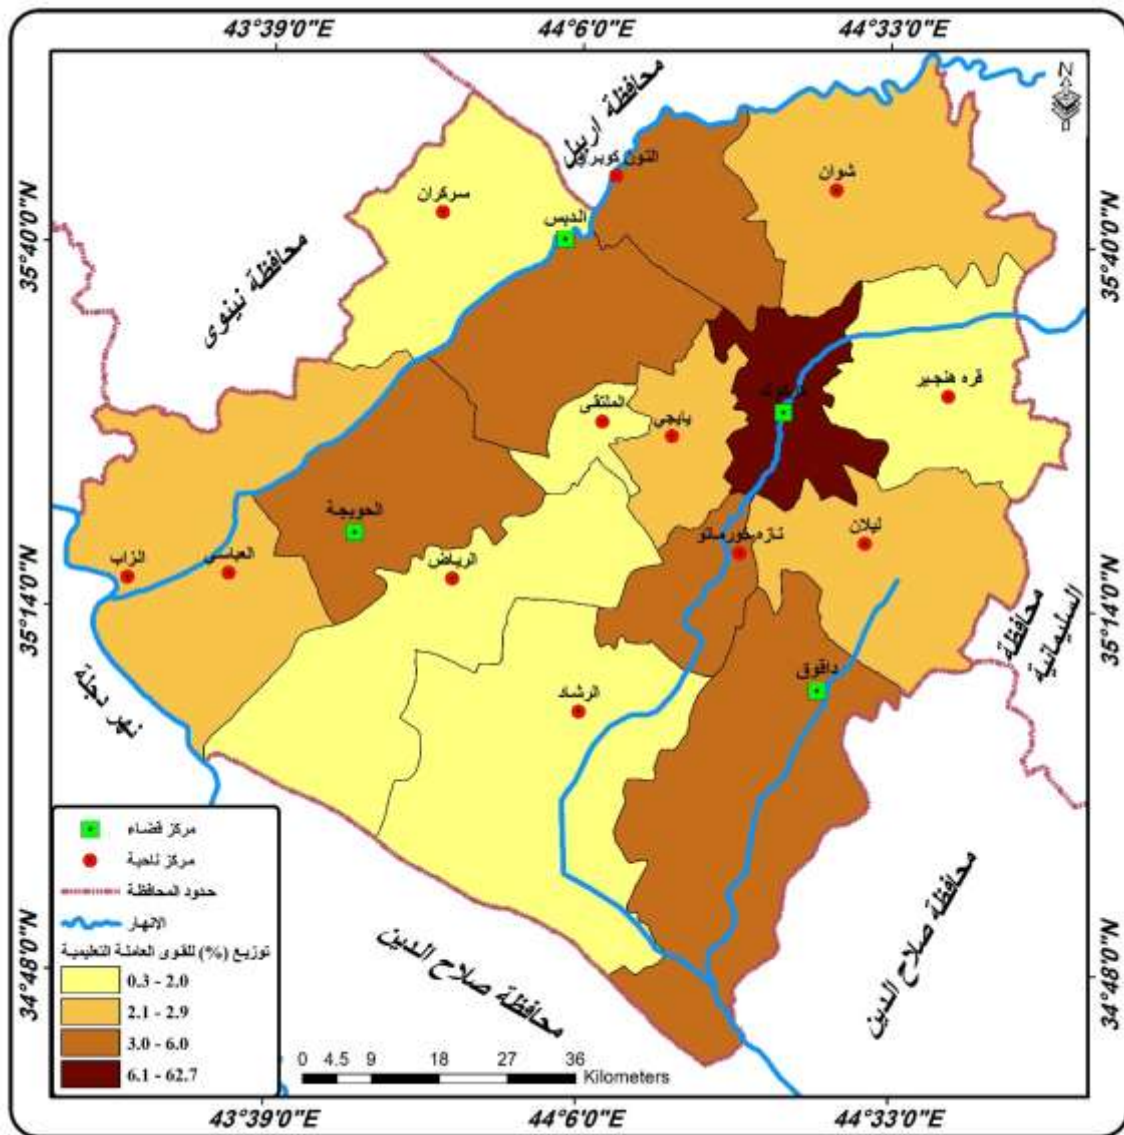 43°39'0"E 44°6'0"E 44°33'0"E
N
محافظة اربيل
التون كوبري
شوان
سركران
الدبس
35°40'0"N
35°40'0"N
محافظة نينوى
قره هنجير
كركوك
الملتقى
يايجي
الحويجة
ليلان
تازه خورماتو
الزاب
العباسي
الرياض
35°14'0"N
35°14'0"N
محافظة
السليمانية
داقوق
الرشاد
نهر دجلة
مركز قضاء
مركز ناحية
حدود المحافظة
الانهار
توزيع (%) للقوى العاملة التعليمية
0.3 - 2.0
2.1 - 2.9
3.0 - 6.0
6.1 - 62.7
محافظة صلاح الدين
محافظة صلاح الدين
34°48'0"N
34°48'0"N
0 4.5 9 18 27 36
Kilometers
43°39'0"E 44°6'0"E 44°33'0"E